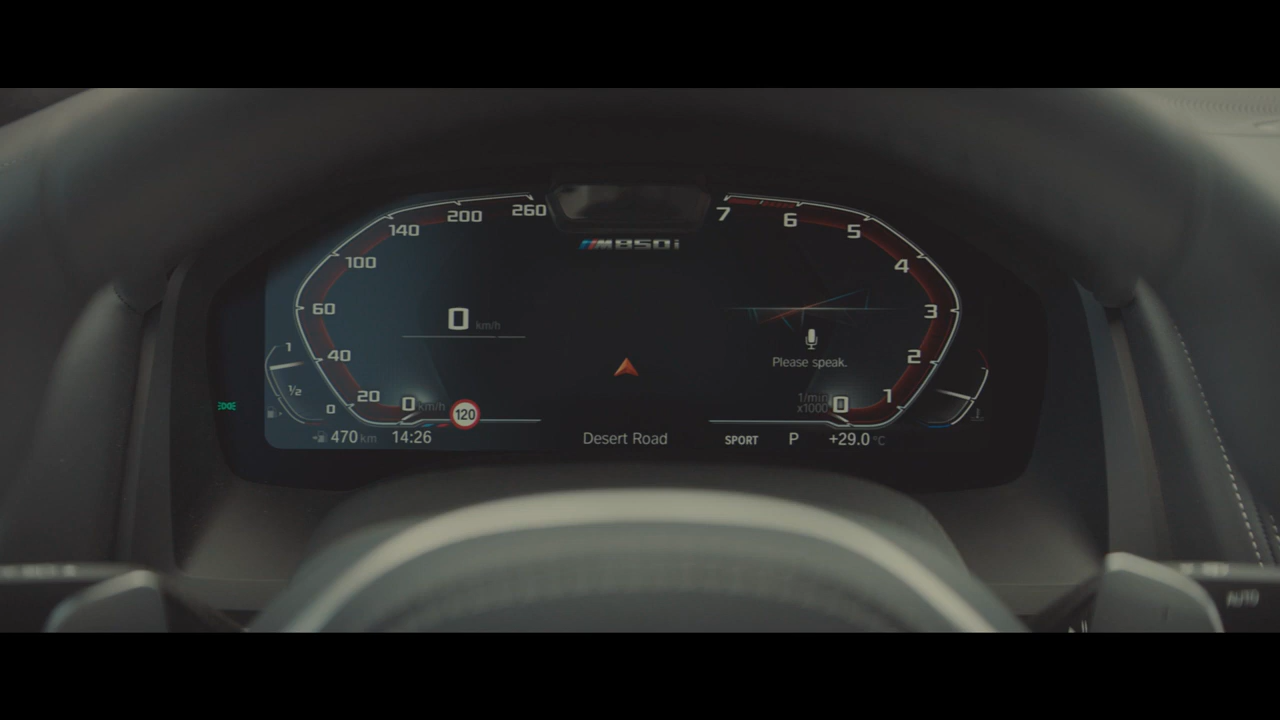 260
200
140
100
60
40
20
0 km/h
0 km/h
1
1/2
0
120
470 km
14:26
M850i
Desert Road
7
6
5
4
3
2
1
0
Please speak.
1/min
x1000
SPORT
P
+29.0 °C
AUTO